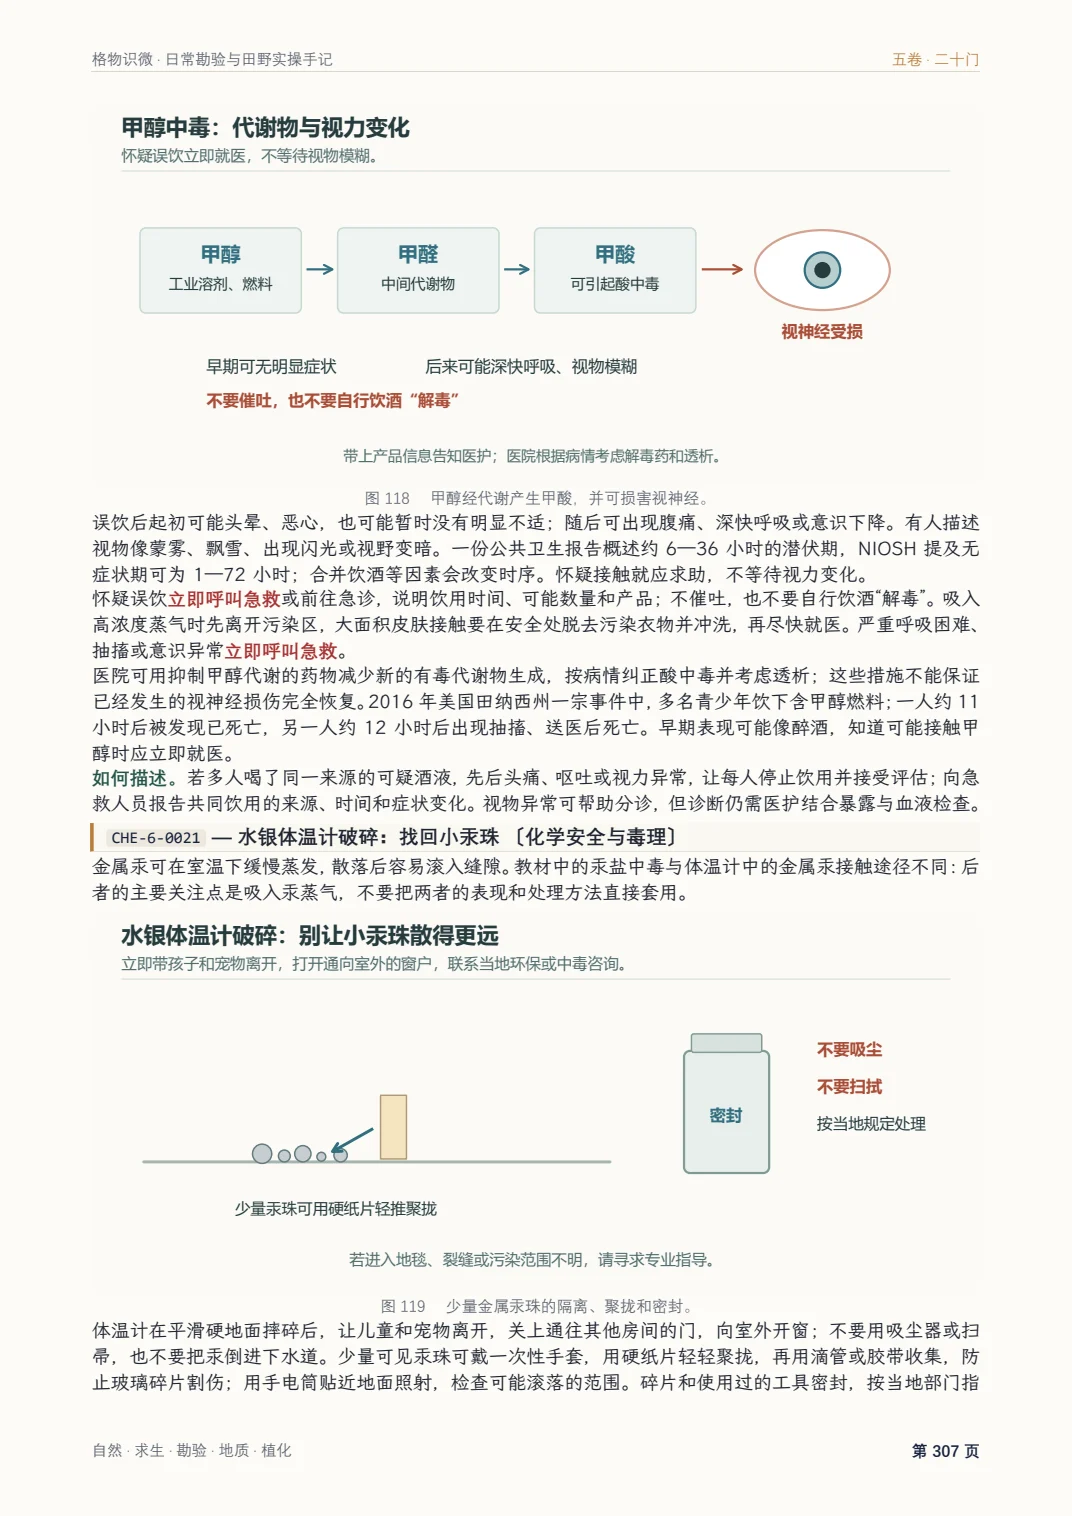 格物识微 · 日常勘验与田野实操手记
五卷 · 二十门
甲醇中毒：代谢物与视力变化
怀疑误饮立即就医，不等待视物模糊。
甲醇
工业溶剂、燃料
甲醛
中间代谢物
甲酸
可引起酸中毒
视神经受损
早期可无明显症状
后来可能深快呼吸、视物模糊
不要催吐，也不要自行饮酒“解毒”
带上产品信息告知医护；医院根据病情考虑解毒药和透析。
图 118 甲醇经代谢产生甲酸，并可损害视神经。
误饮后起初可能头晕、恶心，也可能暂时没有明显不适；随后可出现腹痛、深快呼吸或意识下降。有人描述
视物像蒙雾、飘雪、出现闪光或视野变暗。一份公共卫生报告概述约 6—36 小时的潜伏期，NIOSH 提及无
症状期可为 1—72 小时；合并饮酒等因素会改变时序。怀疑接触就应求助，不等待视力变化。
怀疑误饮立即呼叫急救或前往急诊，说明饮用时间、可能数量和产品；不催吐，也不要自行饮酒“解毒”。吸入
高浓度蒸气时先离开污染区，大面积皮肤接触要在安全处脱去污染衣物并冲洗，再尽快就医。严重呼吸困难、
抽搐或意识异常立即呼叫急救。
医院可用抑制甲醇代谢的药物减少新的有毒代谢物生成，按病情纠正酸中毒并考虑透析；这些措施不能保证
已经发生的视神经损伤完全恢复。2016 年美国田纳西州一宗事件中，多名青少年饮下含甲醇燃料；一人约 11
小时后被发现已死亡，另一人约 12 小时后出现抽搐、送医后死亡。早期表现可能像醉酒，知道可能接触甲
醇时应立即就医。
如何描述。若多人喝了同一来源的可疑酒液，先后头痛、呕吐或视力异常，让每人停止饮用并接受评估；向急
救人员报告共同饮用的来源、时间和症状变化。视物异常可帮助分诊，但诊断仍需医护结合暴露与血液检查。
CHE-6-0021 — 水银体温计破碎：找回小汞珠 〔化学安全与毒理〕
金属汞可在室温下缓慢蒸发，散落后容易滚入缝隙。教材中的汞盐中毒与体温计中的金属汞接触途径不同：后
者的主要关注点是吸入汞蒸气，不要把两者的表现和处理方法直接套用。
水银体温计破碎：别让小汞珠散得更远
立即带孩子和宠物离开，打开通向室外的窗户，联系当地环保或中毒咨询。
密封
不要吸尘
不要扫拭
按当地规定处理
少量汞珠可用硬纸片轻推聚拢
若进入地毯、裂缝或污染范围不明，请寻求专业指导。
图 119 少量金属汞珠的隔离、聚拢和密封。
体温计在平滑硬地面摔碎后，让儿童和宠物离开，关上通往其他房间的门，向室外开窗；不要用吸尘器或扫
帚，也不要把汞倒进下水道。少量可见汞珠可戴一次性手套，用硬纸片轻轻聚拢，再用滴管或胶带收集，防
止玻璃碎片割伤；用手电筒贴近地面照射，检查可能滚落的范围。碎片和使用过的工具密封，按当地部门指
自然 · 求生 · 勘验 · 地质 · 植化
第 307 页